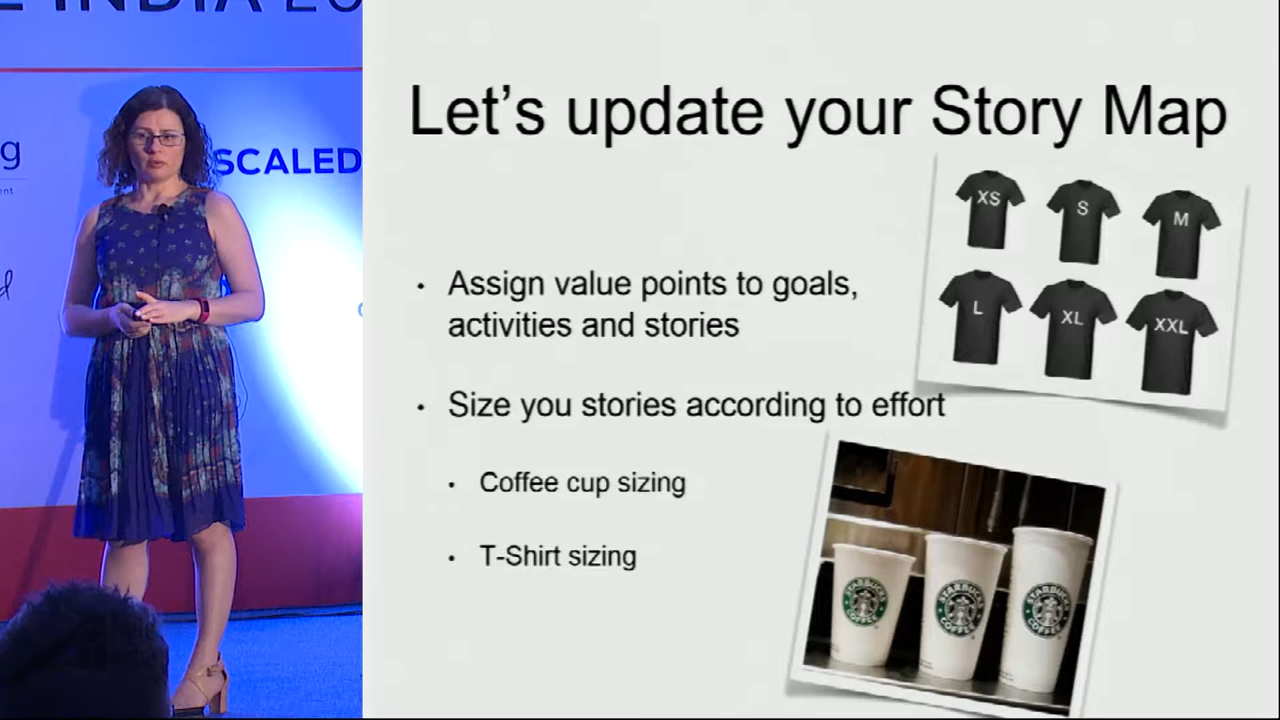 INDIA
SCALED
Let's update your Story Map
XS
S
M
L
XL
XXL
• Assign value points to goals,
activities and stories
• Size you stories according to effort
• Coffee cup sizing
• T-Shirt sizing
STARBUCKS
COFFEE
STARBUCKS
COFFEE
STARBUCKS
COFFEE